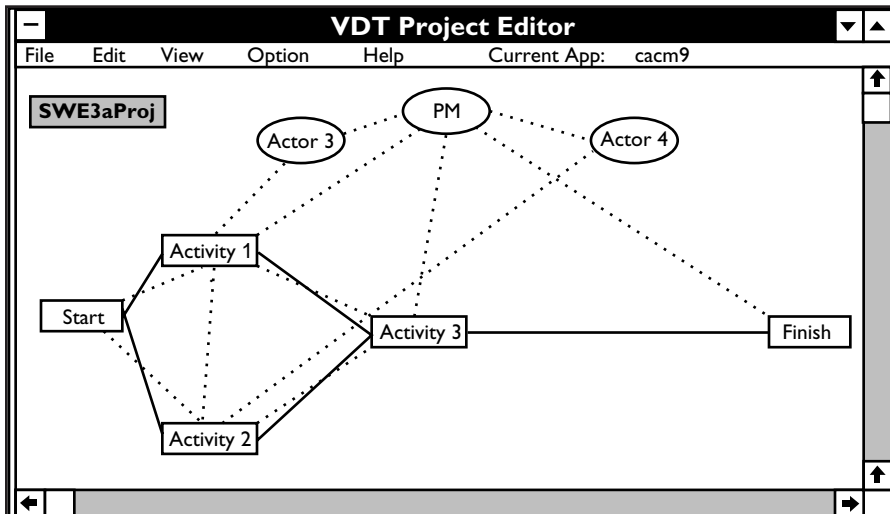 VDT Project Editor
File Edit View Option Help Current App: cacm9
SWE3aProj
PM
Actor 3
Actor 4
Activity 1
Start
Activity 3
Finish
Activity 2